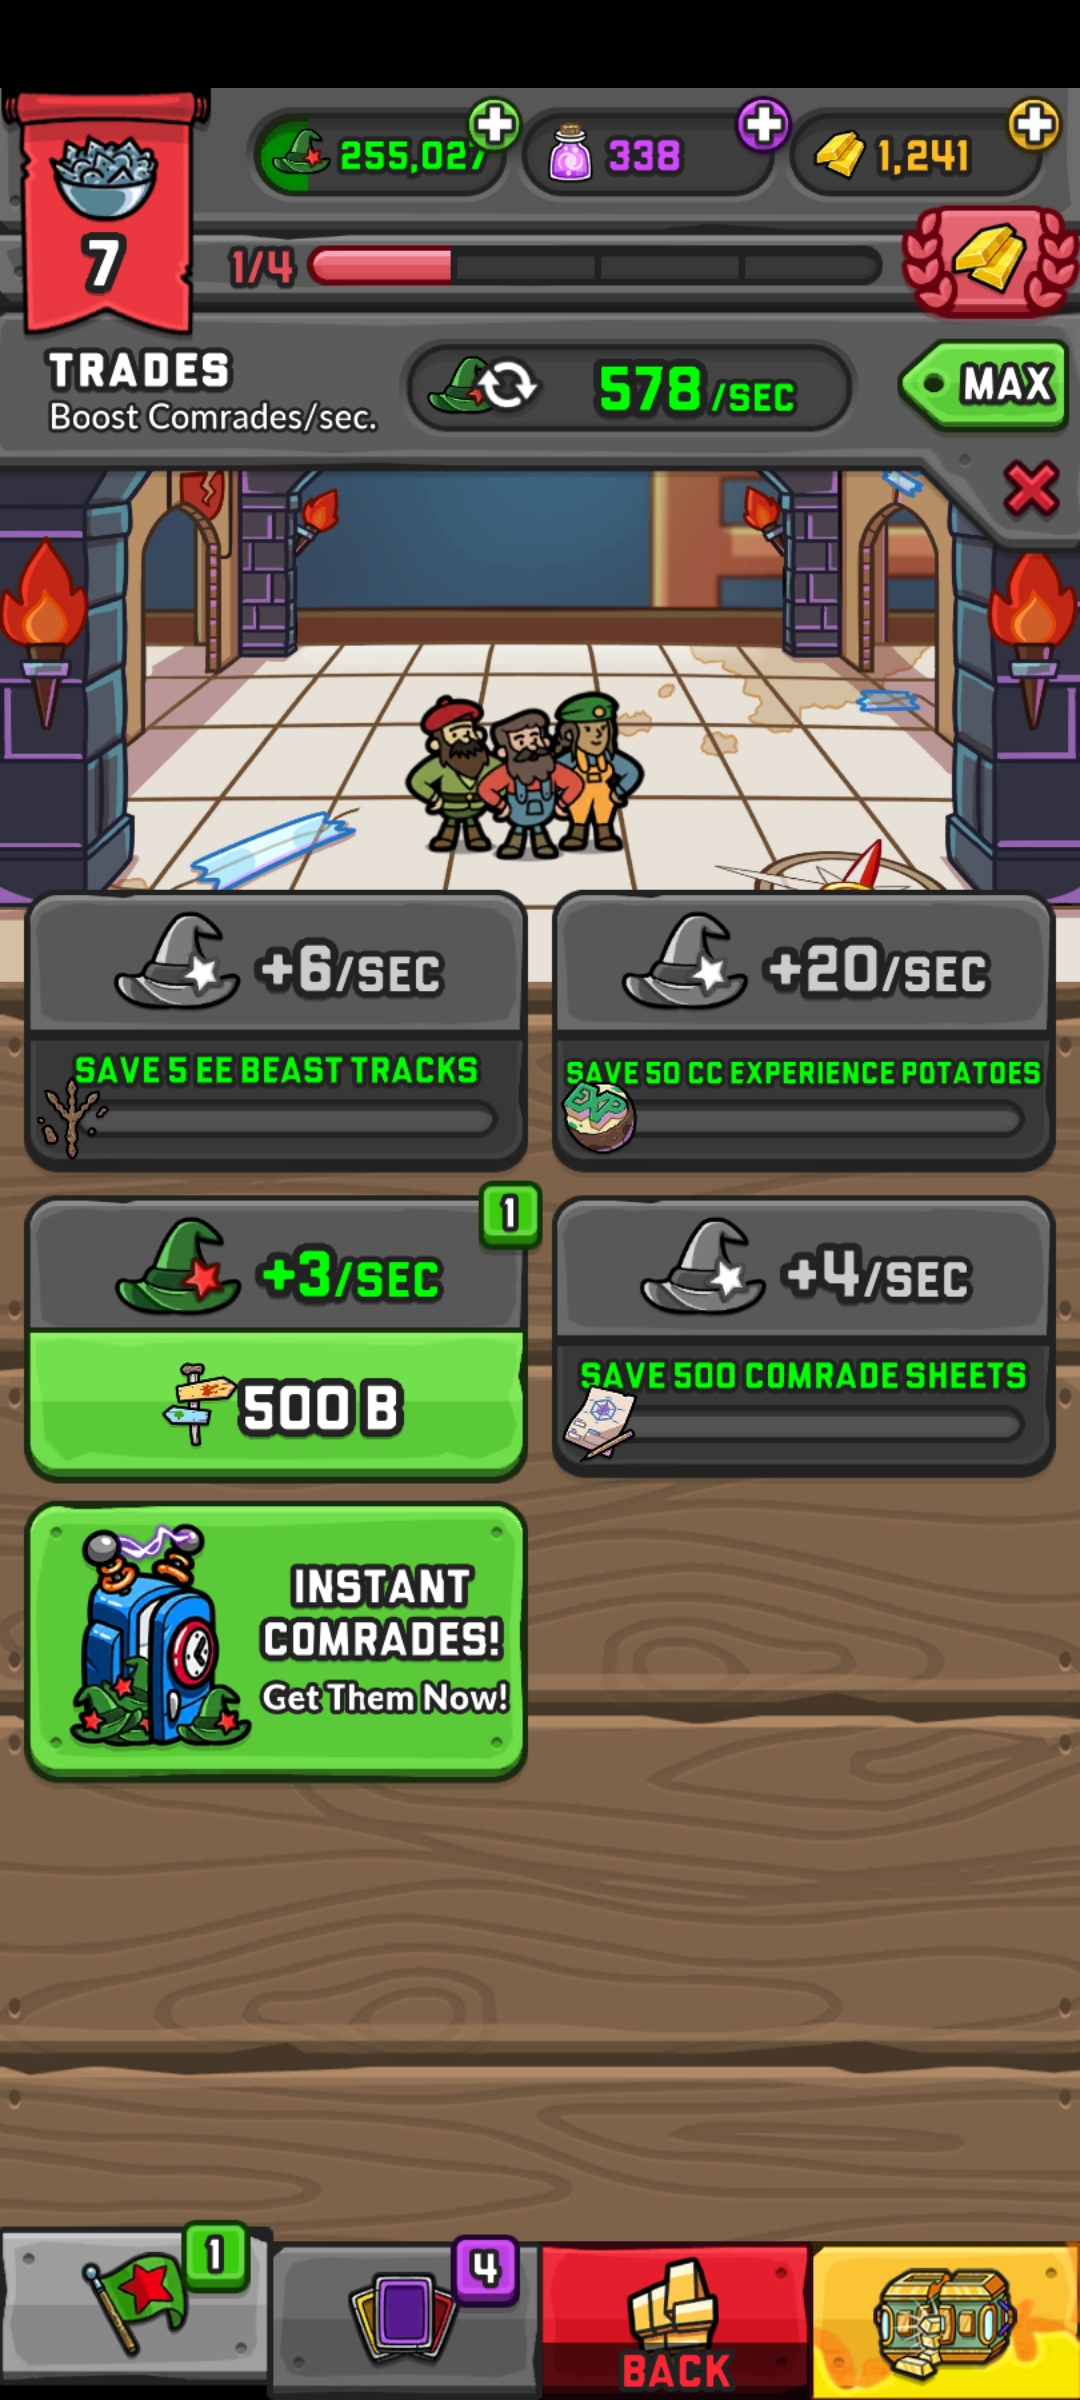 255,027
338
1,241
7
1/4
TRADES
Boost Comrades/sec.
578/SEC
MAX
+6/SEC
+20/SEC
SAVE 5 EE BEAST TRACKS
SAVE 50 CC EXPERIENCE POTATOES
EXP
1
+3/SEC
+4/SEC
500 B
SAVE 500 COMRADE SHEETS
INSTANT
COMRADES!
Get Them Now!
1
4
BACK